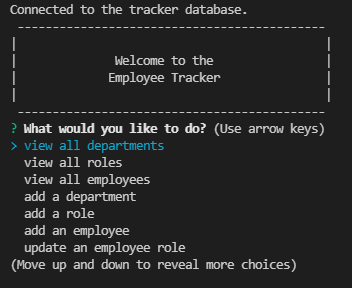 Connected to the tracker database.
Welcome to the
Employee Tracker
? What would you like to do? (Use arrow keys)
> view all departments
view all roles
view all employees
add a department
add a role
add an employee
update an employee role
(Move up and down to reveal more choices)